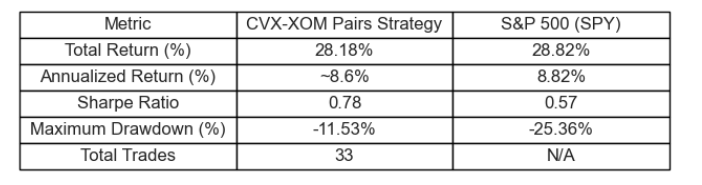 Metric CVX-XOM Pairs Strategy S&P 500 (SPY)
Total Return (%) 28.18% 28.82%
Annualized Return (%) ~8.6% 8.82%
Sharpe Ratio 0.78 0.57
Maximum Drawdown (%) -11.53% -25.36%
Total Trades 33 N/A